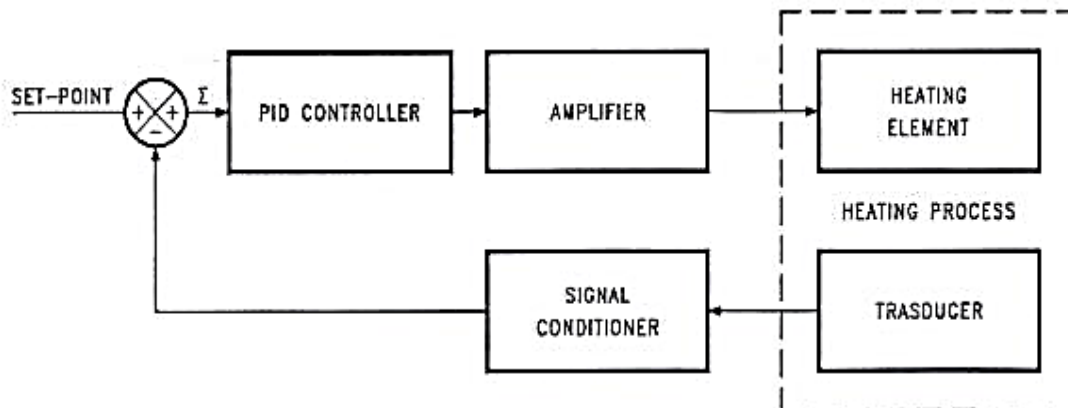 SET-POINT
+ +
-
Σ
PID CONTROLLER
AMPLIFIER
HEATING
ELEMENT
HEATING PROCESS
SIGNAL
CONDITIONER
TRASDUCER